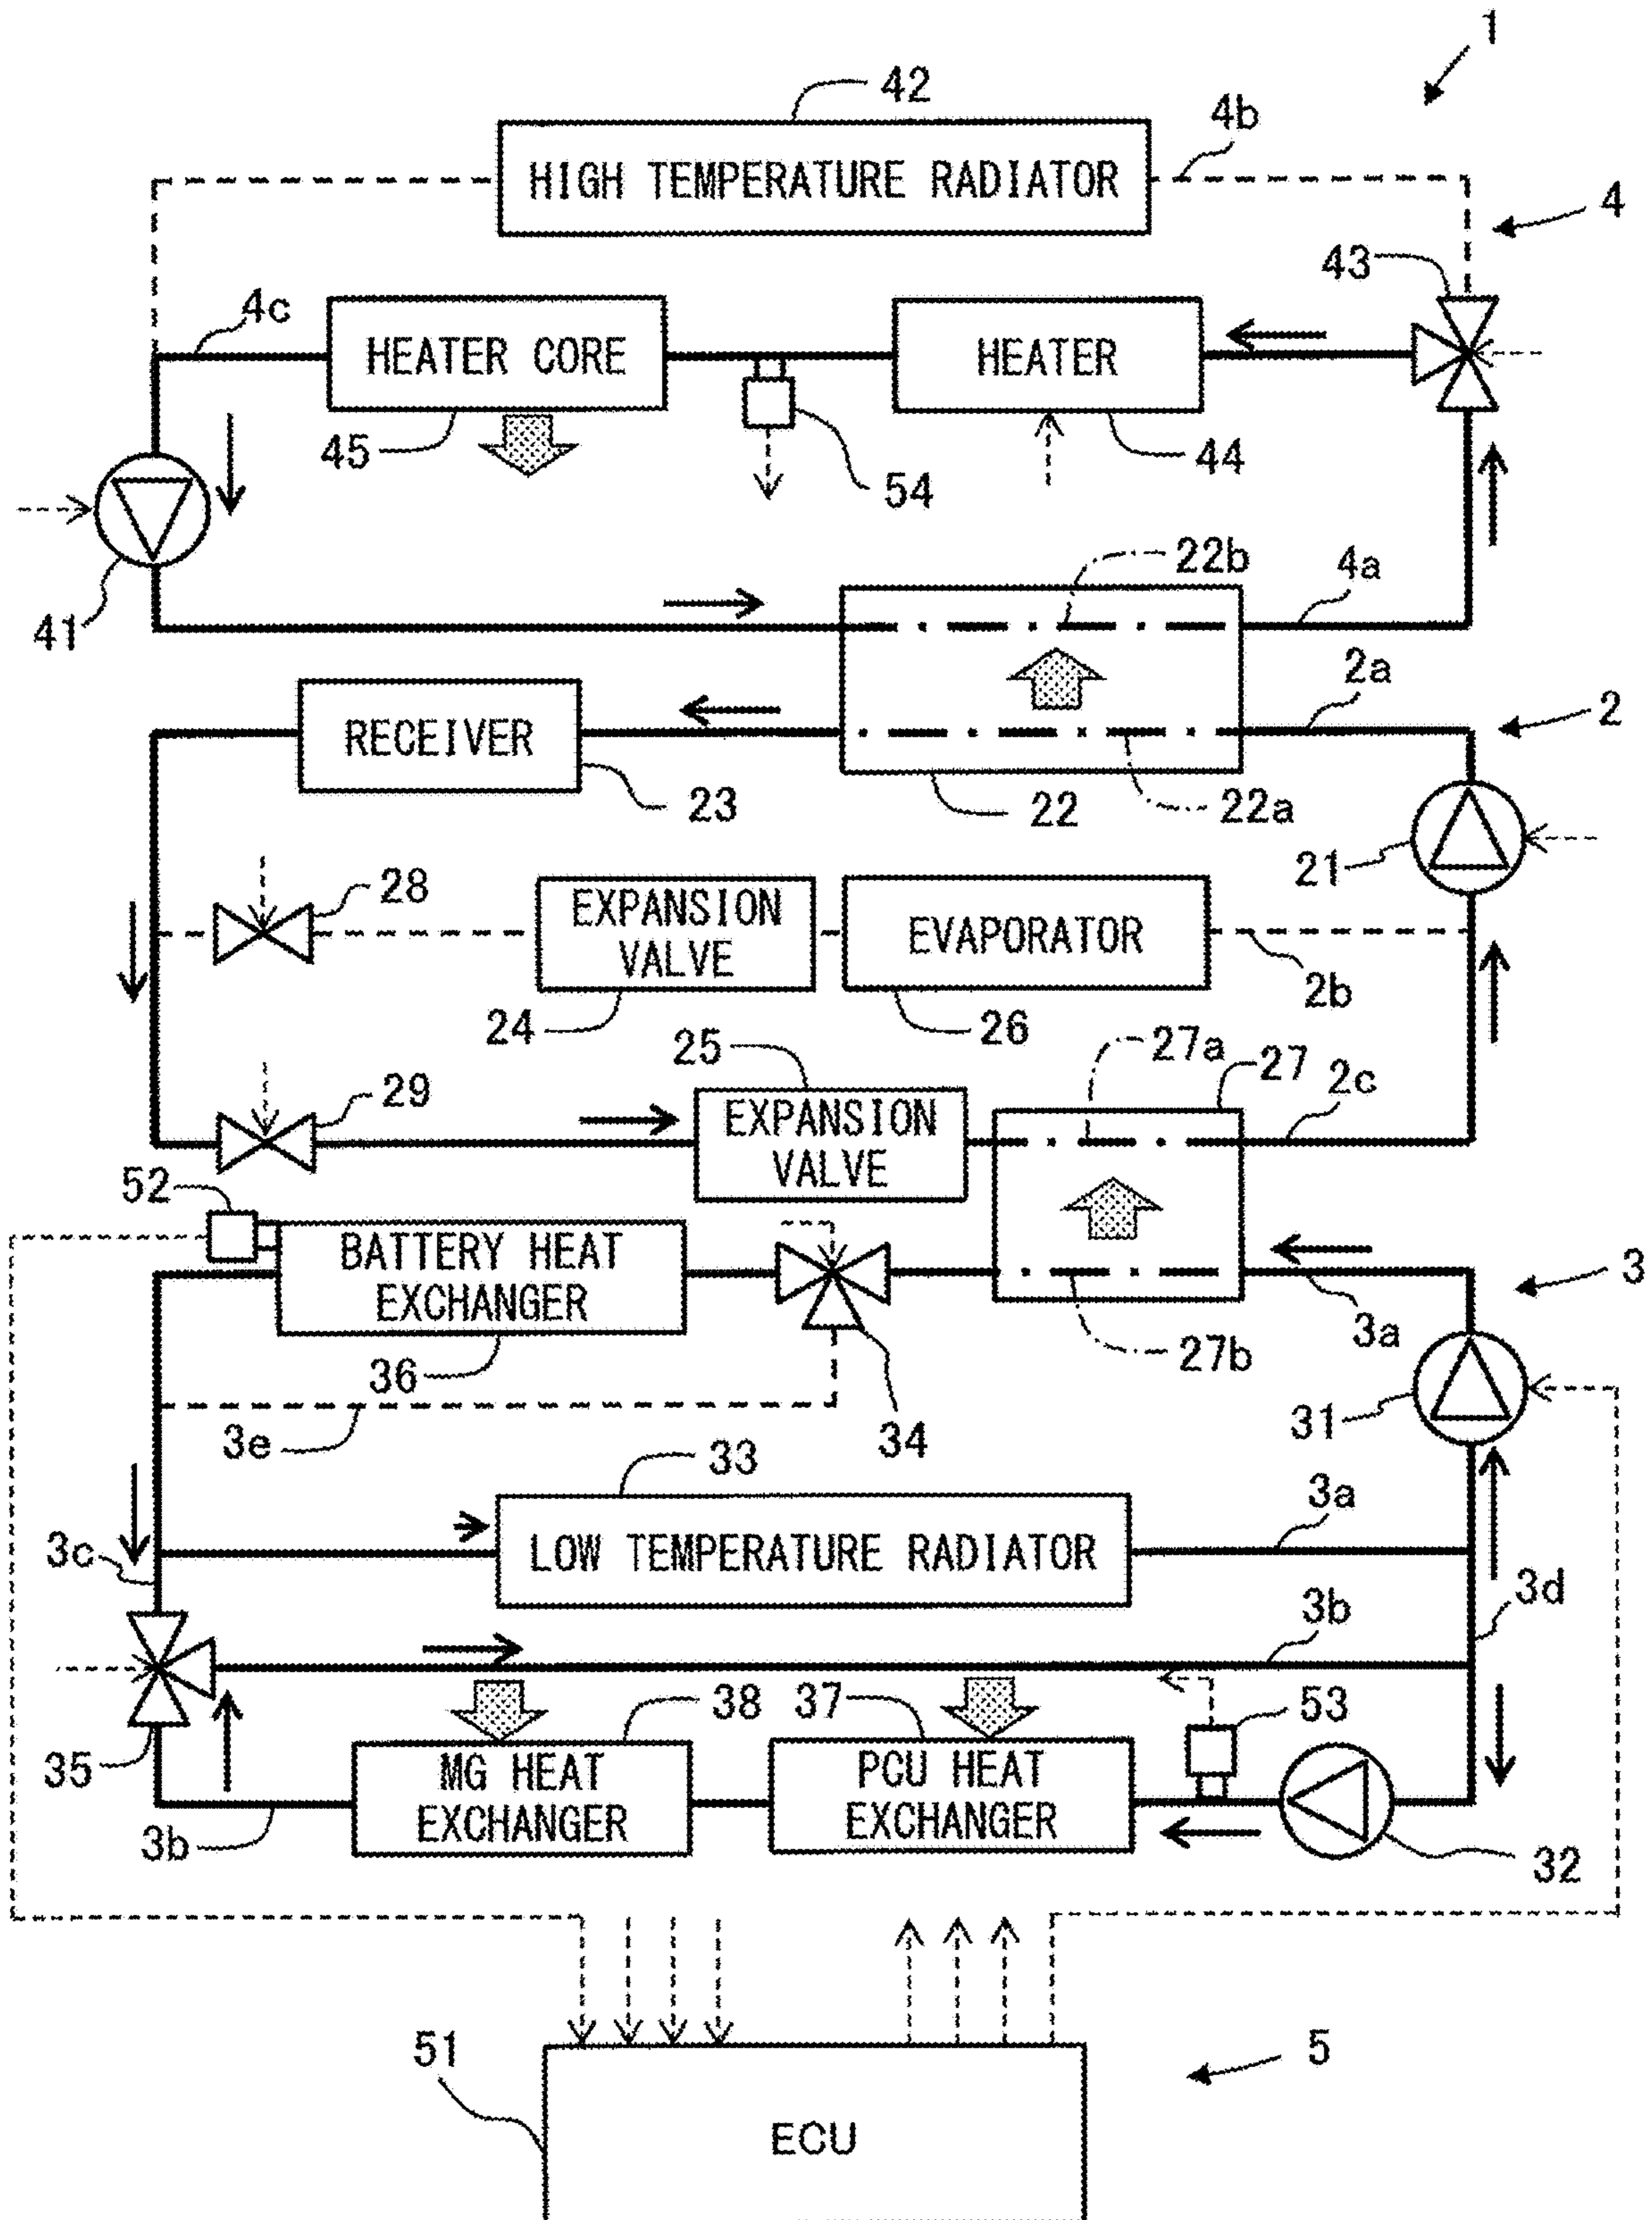 1
42
4b
HIGH TEMPERATURE RADIATOR
4
43
4c
HEATER CORE
HEATER
45
54
44
41
22b
4a
2a
2
RECEIVER
23
22
22a
21
28
EXPANSION
VALVE
EVAPORATOR
24
26
2b
25
27a
27
2c
29
EXPANSION
VALVE
52
BATTERY HEAT
EXCHANGER
3
3a
27b
36
34
31
3e
33
3a
3c
LOW TEMPERATURE RADIATOR
3d
3b
38
37
53
35
MG HEAT
EXCHANGER
PCU HEAT
EXCHANGER
3b
32
51
5
ECU